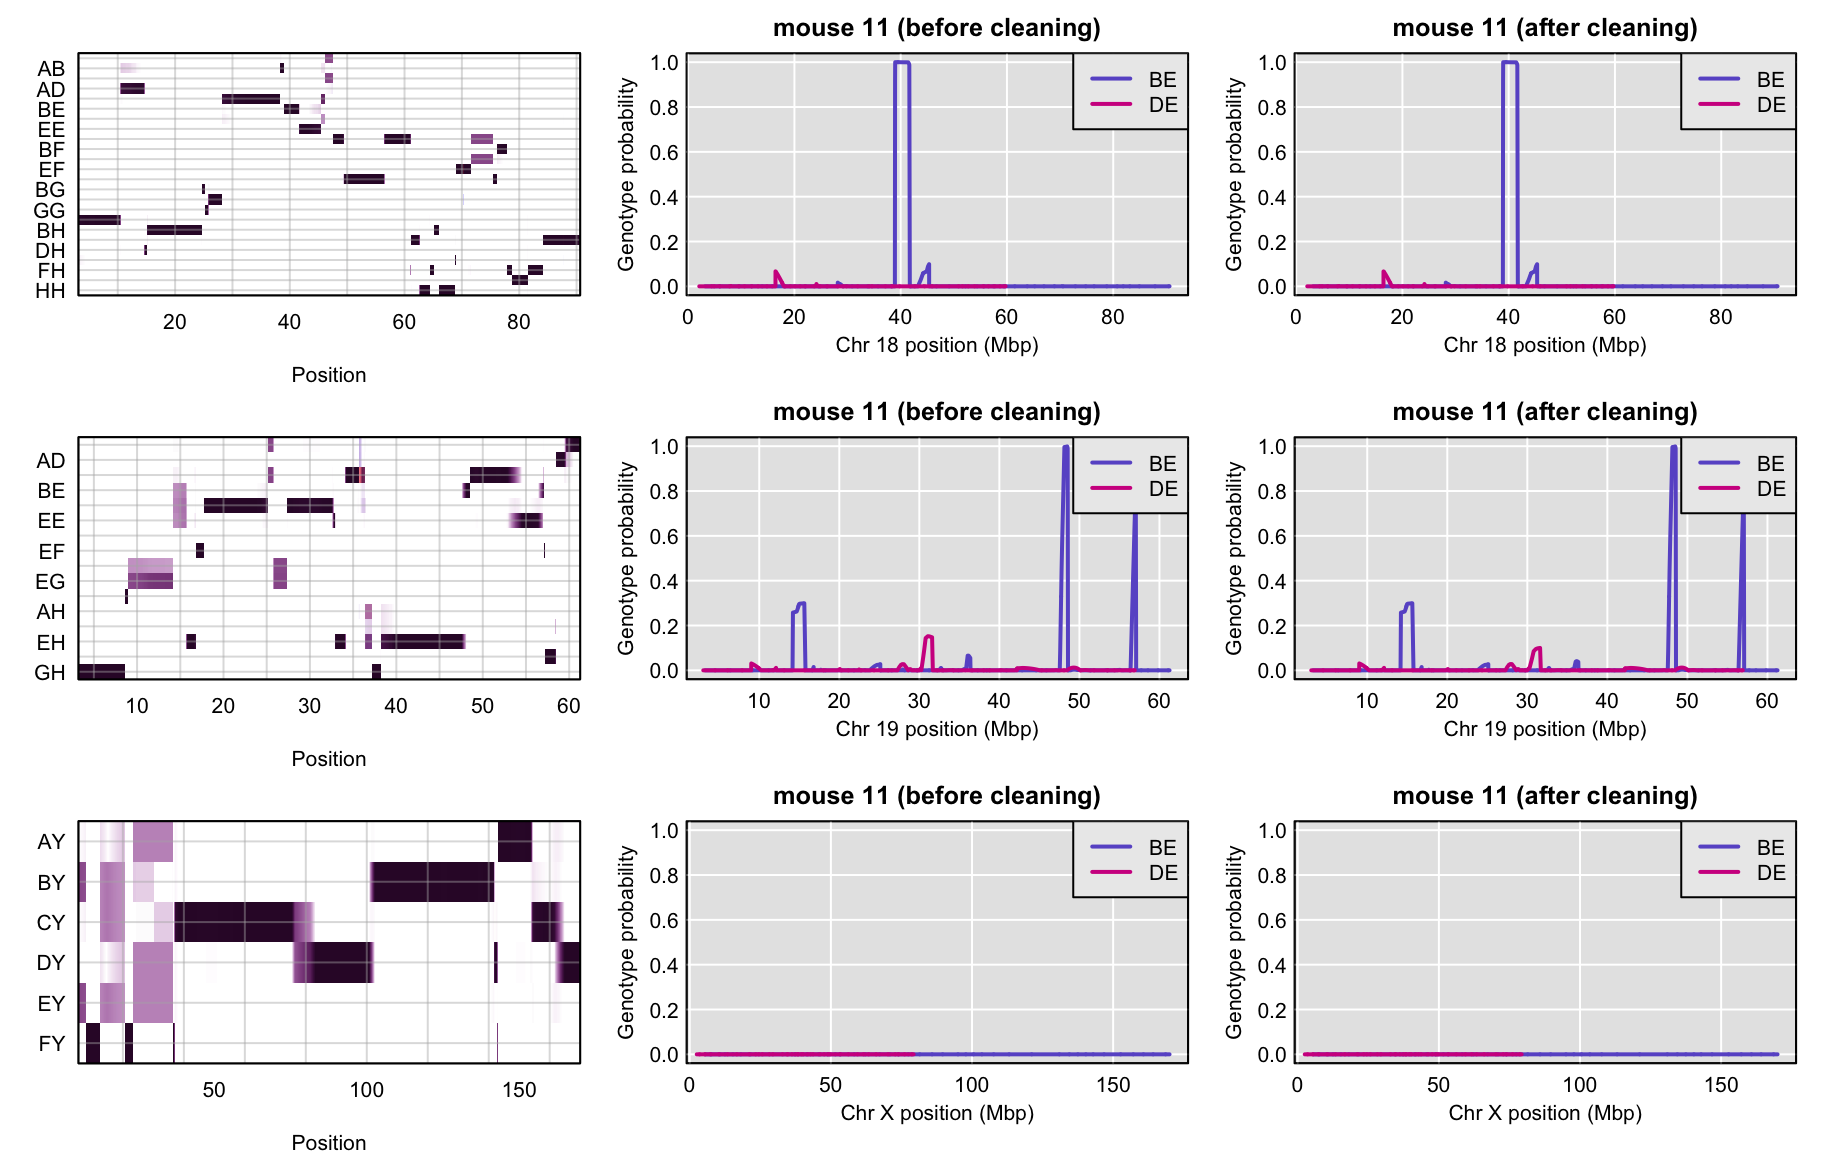 AB
AD
BE
EE
BF
EF
BG
GG
BH
DH
FH
HH
20 40 60 80
Position
mouse 11 (before cleaning)
Genotype probability
1.0
0.8
0.6
0.4
0.2
0.0
BE
DE
0 20 40 60 80
Chr 18 position (Mbp)
mouse 11 (after cleaning)
Genotype probability
1.0
0.8
0.6
0.4
0.2
0.0
BE
DE
0 20 40 60 80
Chr 18 position (Mbp)
AD
BE
EE
EF
EG
AH
EH
GH
10 20 30 40 50 60
Position
mouse 11 (before cleaning)
Genotype probability
1.0
0.8
0.6
0.4
0.2
0.0
BE
DE
10 20 30 40 50 60
Chr 19 position (Mbp)
mouse 11 (after cleaning)
Genotype probability
1.0
0.8
0.6
0.4
0.2
0.0
BE
DE
10 20 30 40 50 60
Chr 19 position (Mbp)
AY
BY
CY
DY
EY
FY
50 100 150
Position
mouse 11 (before cleaning)
Genotype probability
1.0
0.8
0.6
0.4
0.2
0.0
BE
DE
0 50 100 150
Chr X position (Mbp)
mouse 11 (after cleaning)
Genotype probability
1.0
0.8
0.6
0.4
0.2
0.0
BE
DE
0 50 100 150
Chr X position (Mbp)